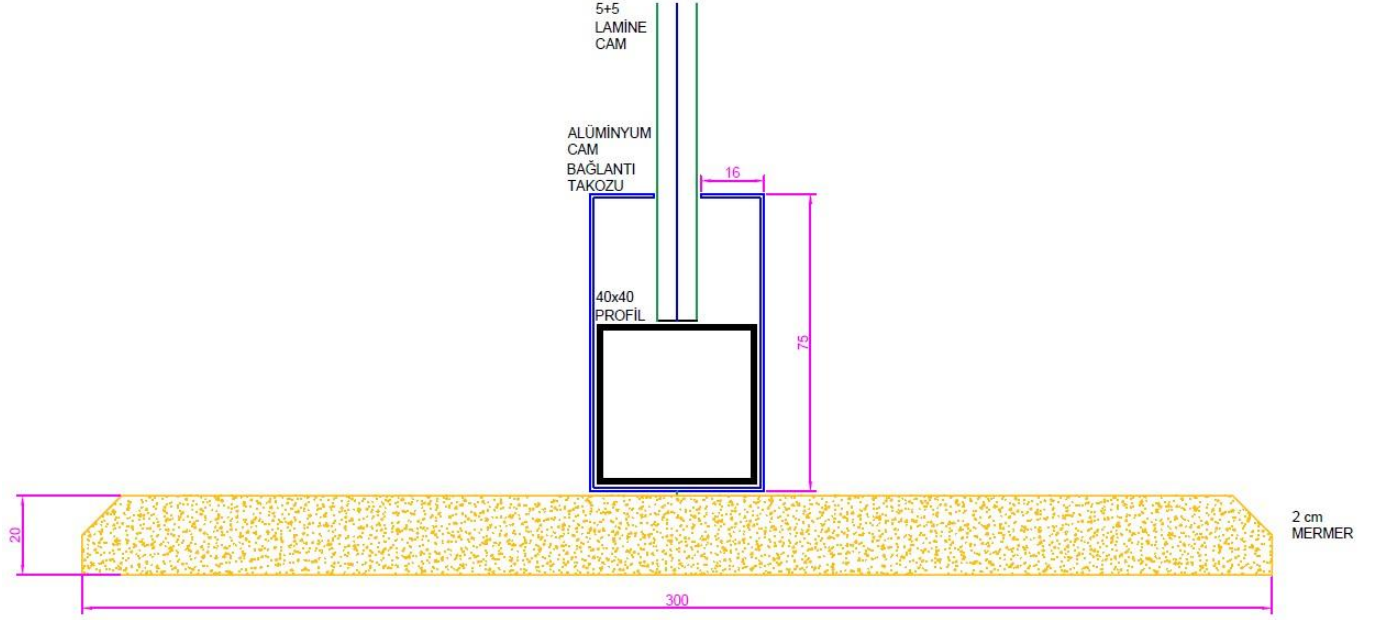 5+5
LAMİNE
CAM
ALÜMİNYUM
CAM
BAĞLANTI
TAKOZU
16
40x40
PROFİL
75
20
2 cm
MERMER
300